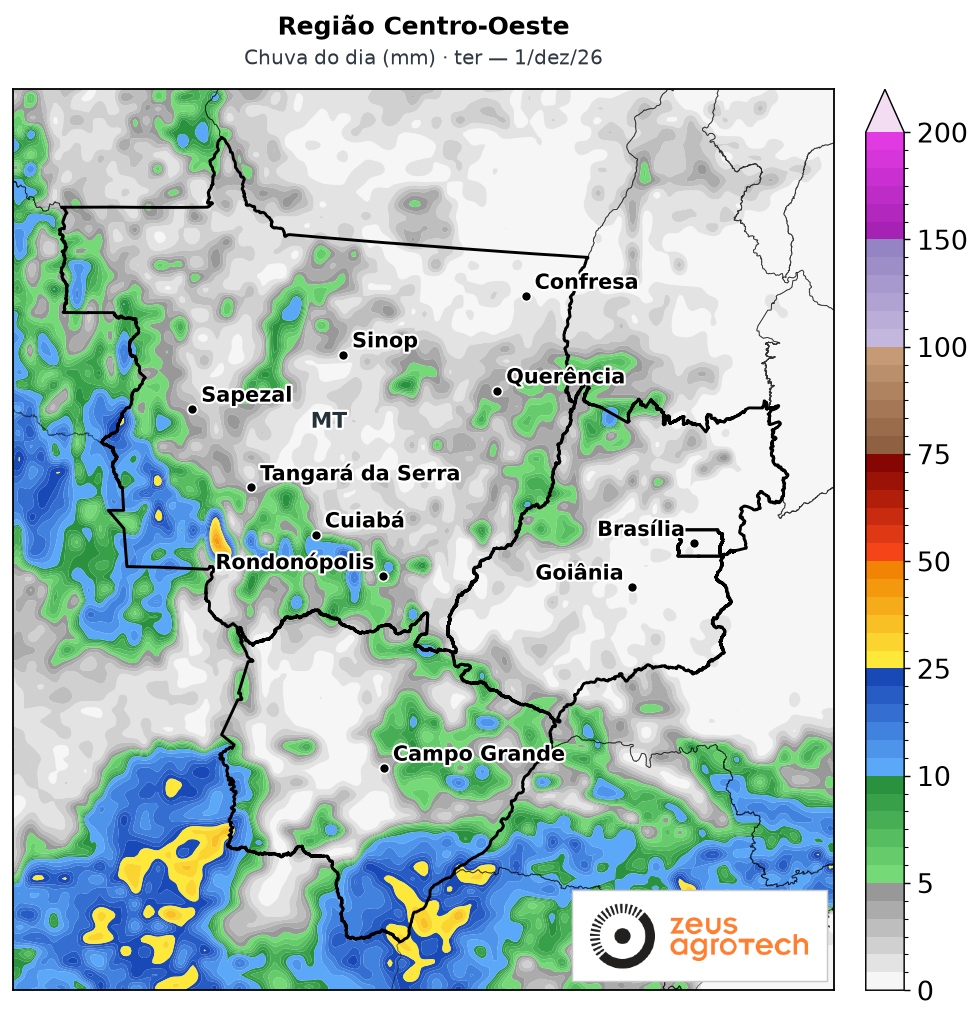 Região Centro-Oeste
Chuva do dia (mm) · ter — 1/dez/26
200
150
100
75
50
25
10
5
0
Confresa
Sinop
Querência
Sapezal
MT
Tangará da Serra
Cuiabá
Brasília
Rondonópolis
Goiânia
Campo Grande
zeus
agrotech